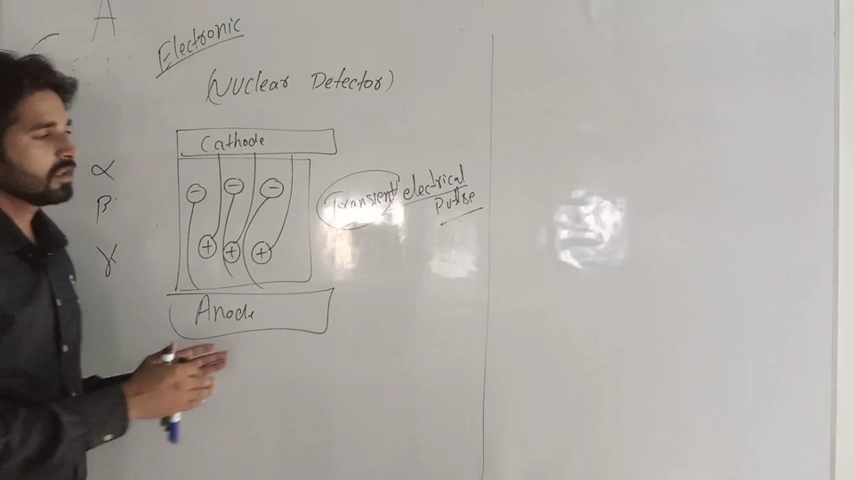 A
Electronic
(Nuclear Detector)
Cathode
α
β
γ
- - -
+ + +
Transient electrical
Pulse
Anode